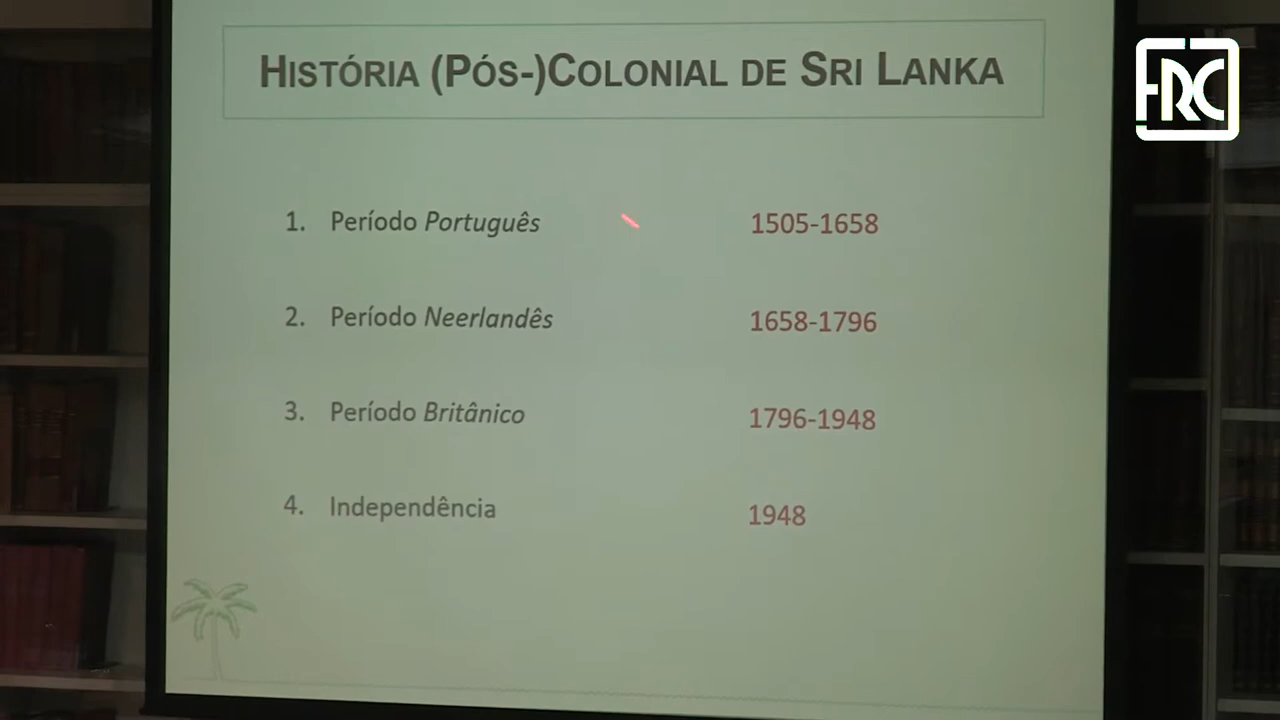 HISTÓRIA (PÓS-)COLONIAL DE SRI LANKA
FRC
1. Período Português 1505-1658
2. Período Neerlandês 1658-1796
3. Período Britânico 1796-1948
4. Independência 1948